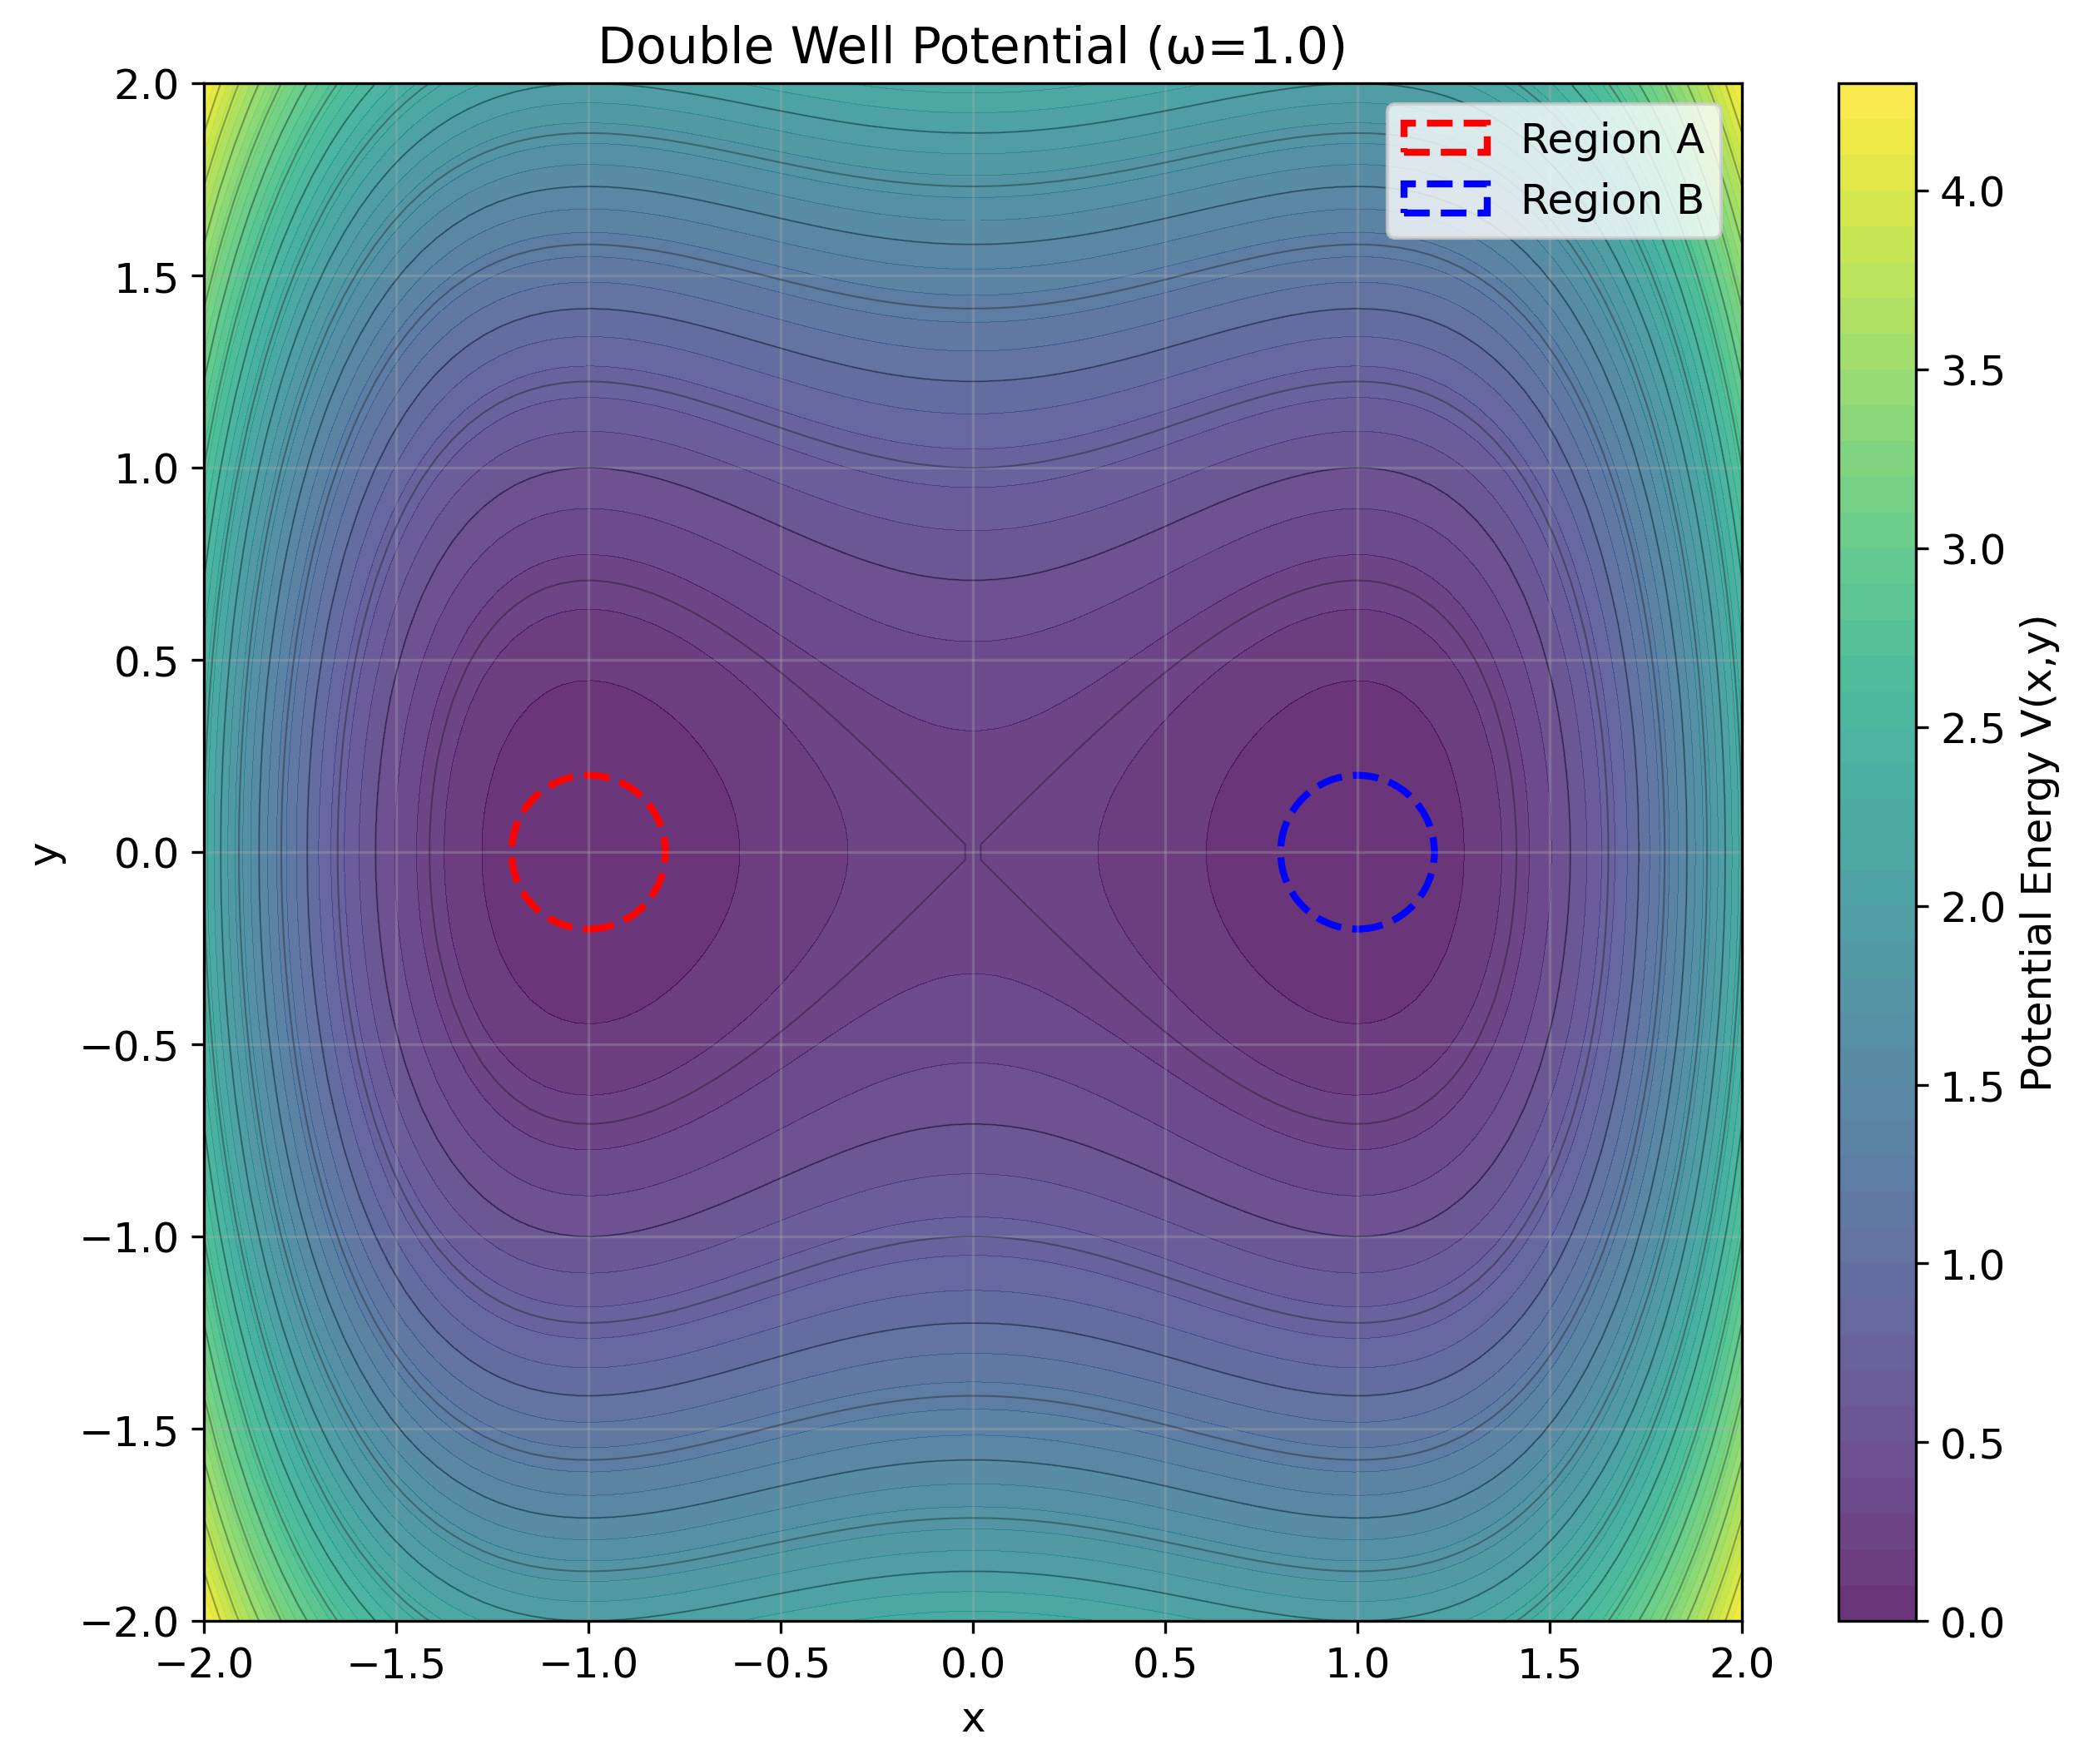 Double Well Potential (ω=1.0)
Region A
Region B
2.0
1.5
1.0
0.5
0.0
−0.5
−1.0
−1.5
−2.0
y
−2.0 −1.5 −1.0 −0.5 0.0 0.5 1.0 1.5 2.0
x
4.0
3.5
3.0
2.5
2.0
1.5
1.0
0.5
0.0
Potential Energy V(x,y)